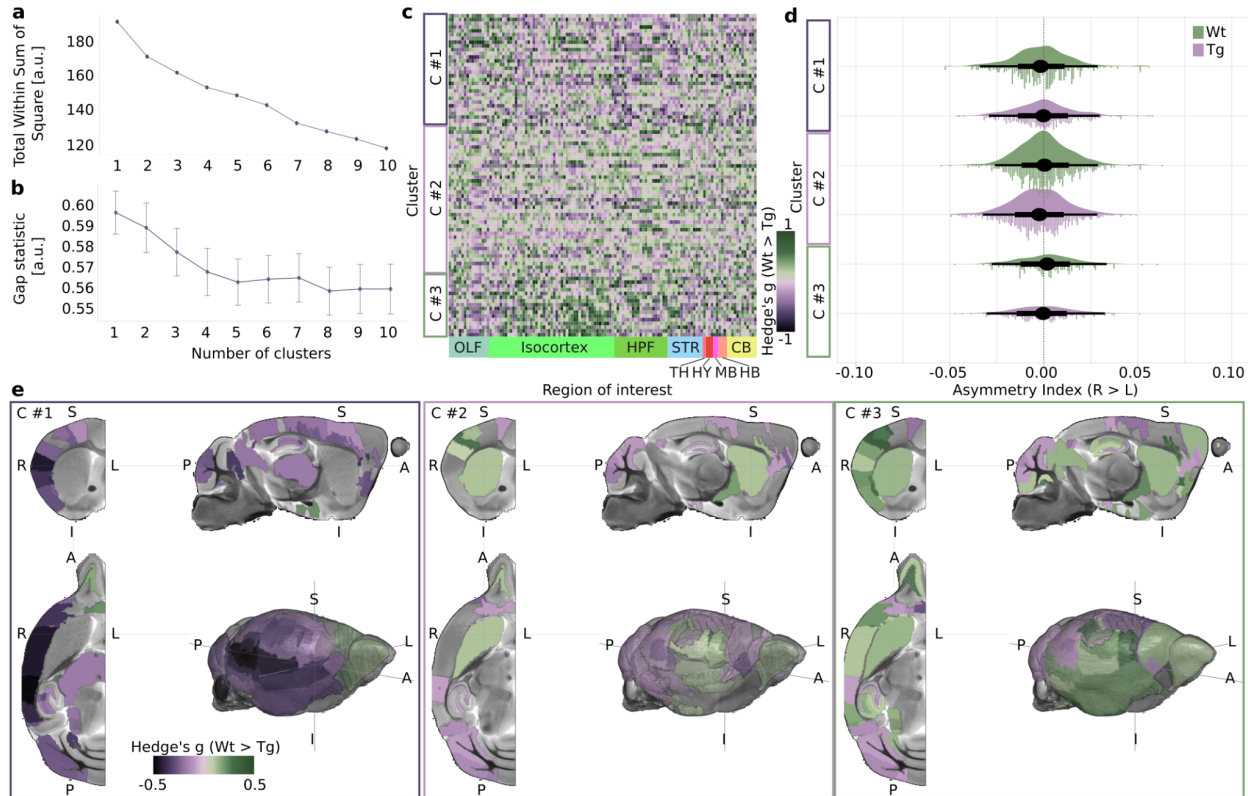 a
Total Within Sum of
Square [a.u.]
180
160
140
120
1 2 3 4 5 6 7 8 9 10
b
Gap statistic
[a.u.]
0.60
0.59
0.58
0.57
0.56
0.55
1 2 3 4 5 6 7 8 9 10
Number of clusters
c
Cluster
C #1
C #2
C #3
OLF Isocortex HPF STR CB
TH HY MB HB
Region of interest
Hedge's g (Wt > Tg)
1
-1
d
Wt
Tg
Cluster
C #1
C #2
C #3
-0.10 -0.05 0.00 0.05 0.10
Asymmetry Index (R > L)
e
C #1
S
R L
I
S
P A
I
A
R L
P
S
P L
A
I
Hedge's g (Wt > Tg)
-0.5 0.5
C #2
S
R L
I
S
P A
I
A
R L
P
S
P L
A
I
C #3
S
R L
I
S
P A
I
A
R L
P
S
P L
A
I